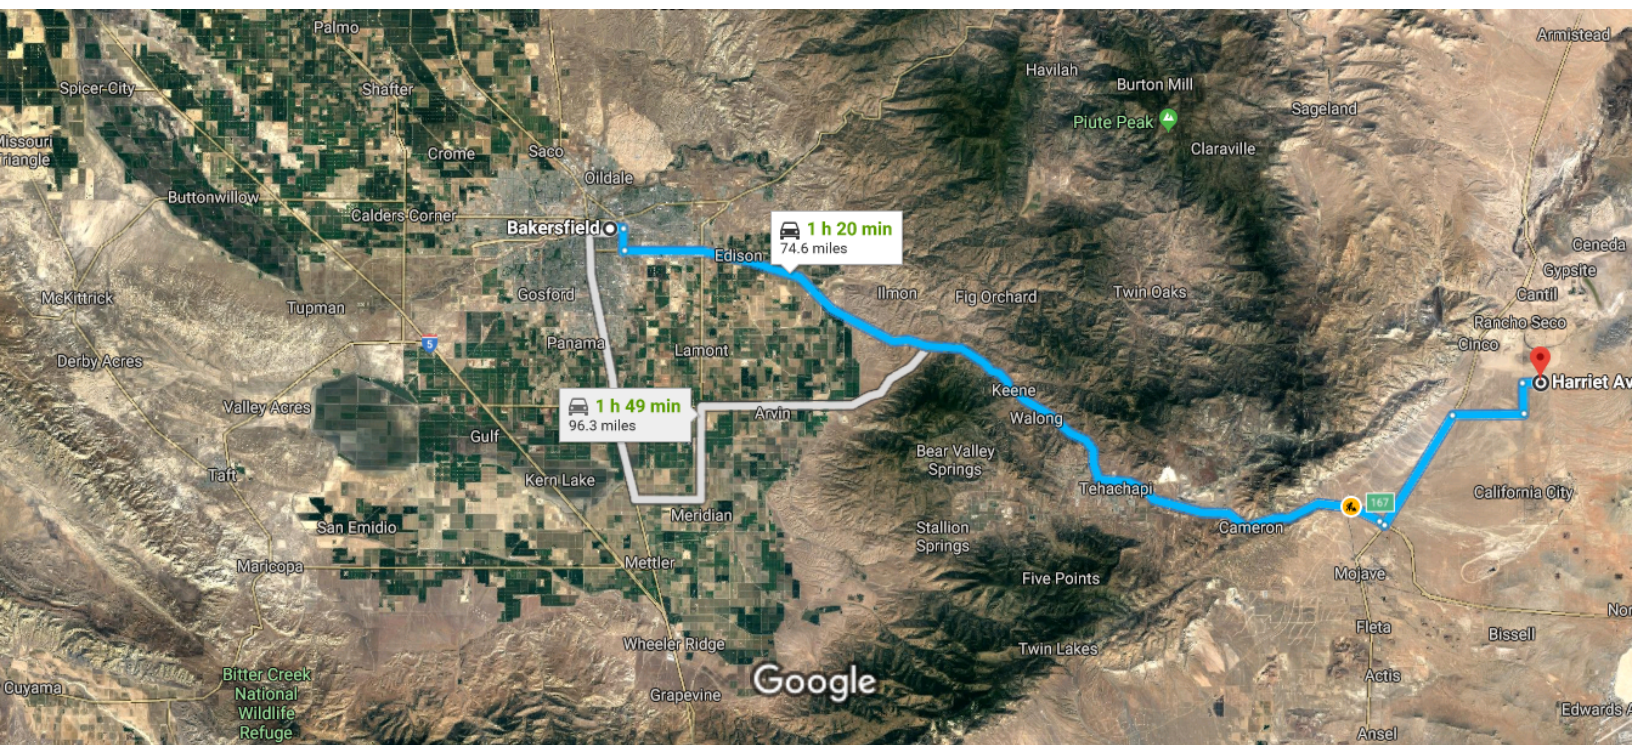 Palmo
Armistead
Havilah
Burton Mill
Spicer City
Shafter
Sageland
Piute Peak
Missouri
Triangle
Crome
Saco
Claraville
Oildale
Buttonwillow
Calders Corner
Bakersfield
1 h 20 min
74.6 miles
Edison
Ceneda
Gypsite
McKittrick
Tupman
Gosford
Ilmon
Fig Orchard
Twin Oaks
Cantil
Rancho Seco
5
Panama
Lamont
Cinco
Derby Acres
Keene
Harriet Av
Valley Acres
1 h 49 min
96.3 miles
Arvin
Walong
Gulf
Bear Valley
Springs
Taft
Kern Lake
Tehachapi
California City
167
San Emidio
Meridian
Stallion
Springs
Cameron
Maricopa
Mettler
Five Points
Mojave
Nor
Fleta
Bissell
Wheeler Ridge
Twin Lakes
Bitter Creek
National
Wildlife
Refuge
Cuyama
Grapevine
Google
Actis
Edwards A
Ansel